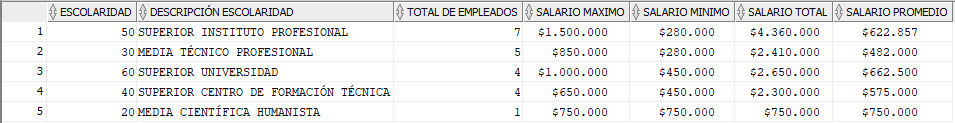 ESCOLARIDAD DESCRIPCIÓN ESCOLARIDAD TOTAL DE EMPLEADOS SALARIO MAXIMO SALARIO MINIMO SALARIO TOTAL SALARIO PROMEDIO
1 50 SUPERIOR INSTITUTO PROFESIONAL 7 $1.500.000 $280.000 $4.360.000 $622.857
2 30 MEDIA TÉCNICO PROFESIONAL 5 $850.000 $280.000 $2.410.000 $482.000
3 60 SUPERIOR UNIVERSIDAD 4 $1.000.000 $450.000 $2.650.000 $662.500
4 40 SUPERIOR CENTRO DE FORMACIÓN TÉCNICA 4 $650.000 $450.000 $2.300.000 $575.000
5 20 MEDIA CIENTÍFICA HUMANISTA 1 $750.000 $750.000 $750.000 $750.000